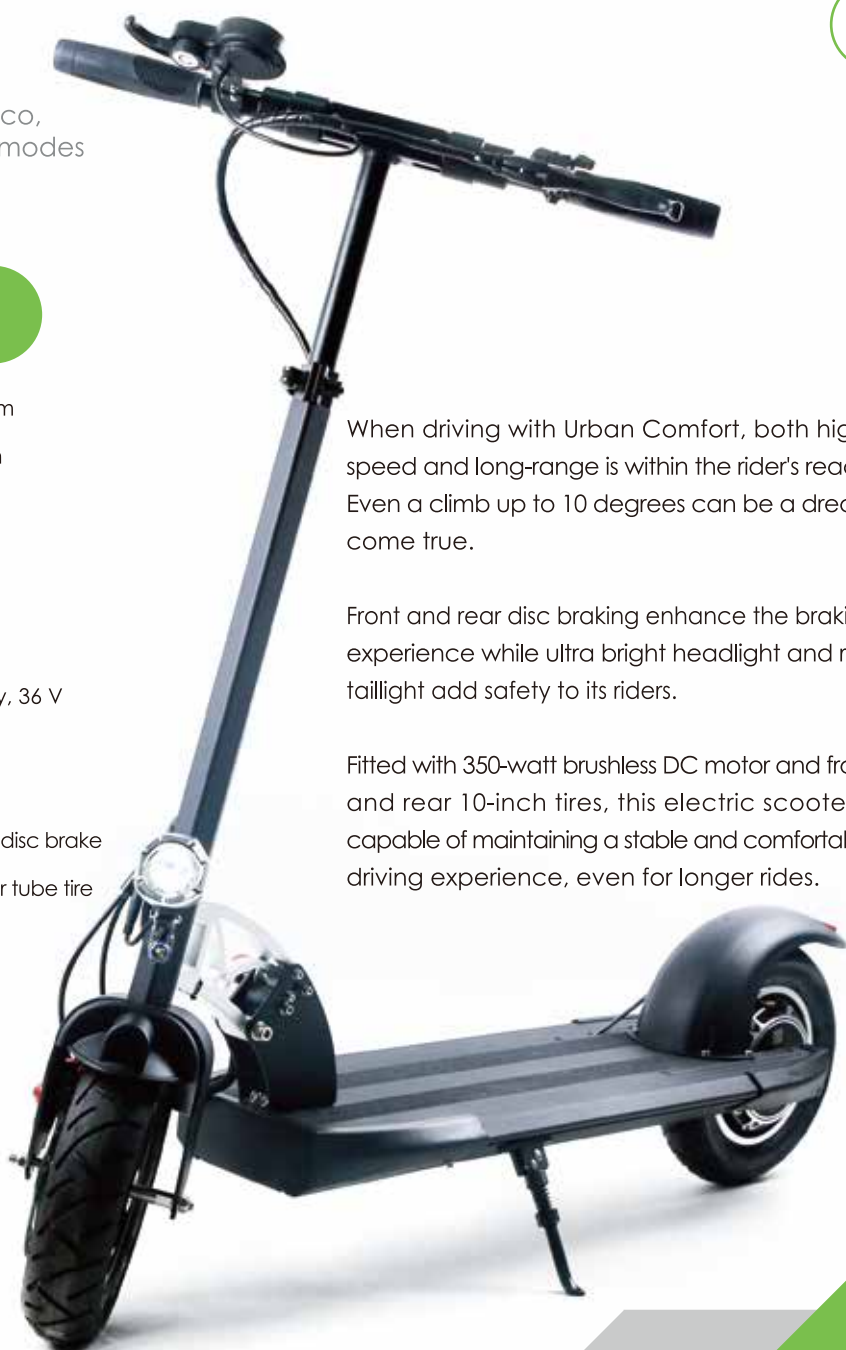 co,
modes
m
When driving with Urban Comfort, both hig
speed and long-range is within the rider's reac
Even a climb up to 10 degrees can be a drea
come true.
Front and rear disc braking enhance the braki
experience while ultra bright headlight and r
taillight add safety to its riders.
y, 36 V
Fitted with 350-watt brushless DC motor and fro
and rear 10-inch tires, this electric scoote
capable of maintaining a stable and comfortal
driving experience, even for longer rides.
disc brake
r tube tire